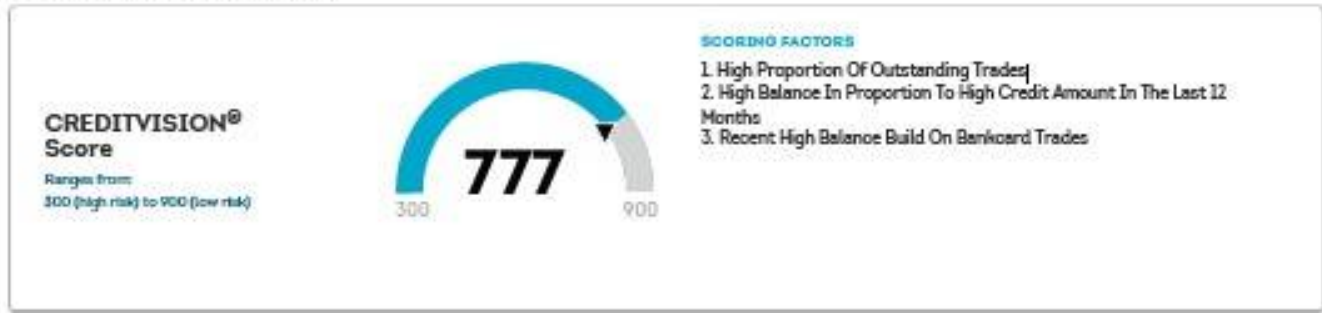 CREDITVISION®
Score
Ranges from:
300 (high risk) to 900 (low risk)
777
300
900
SCORING FACTORS
1. High Proportion Of Outstanding Trades
2. High Balance In Proportion To High Credit Amount In The Last 12
Months
3. Recent High Balance Build On Bankcard Trades